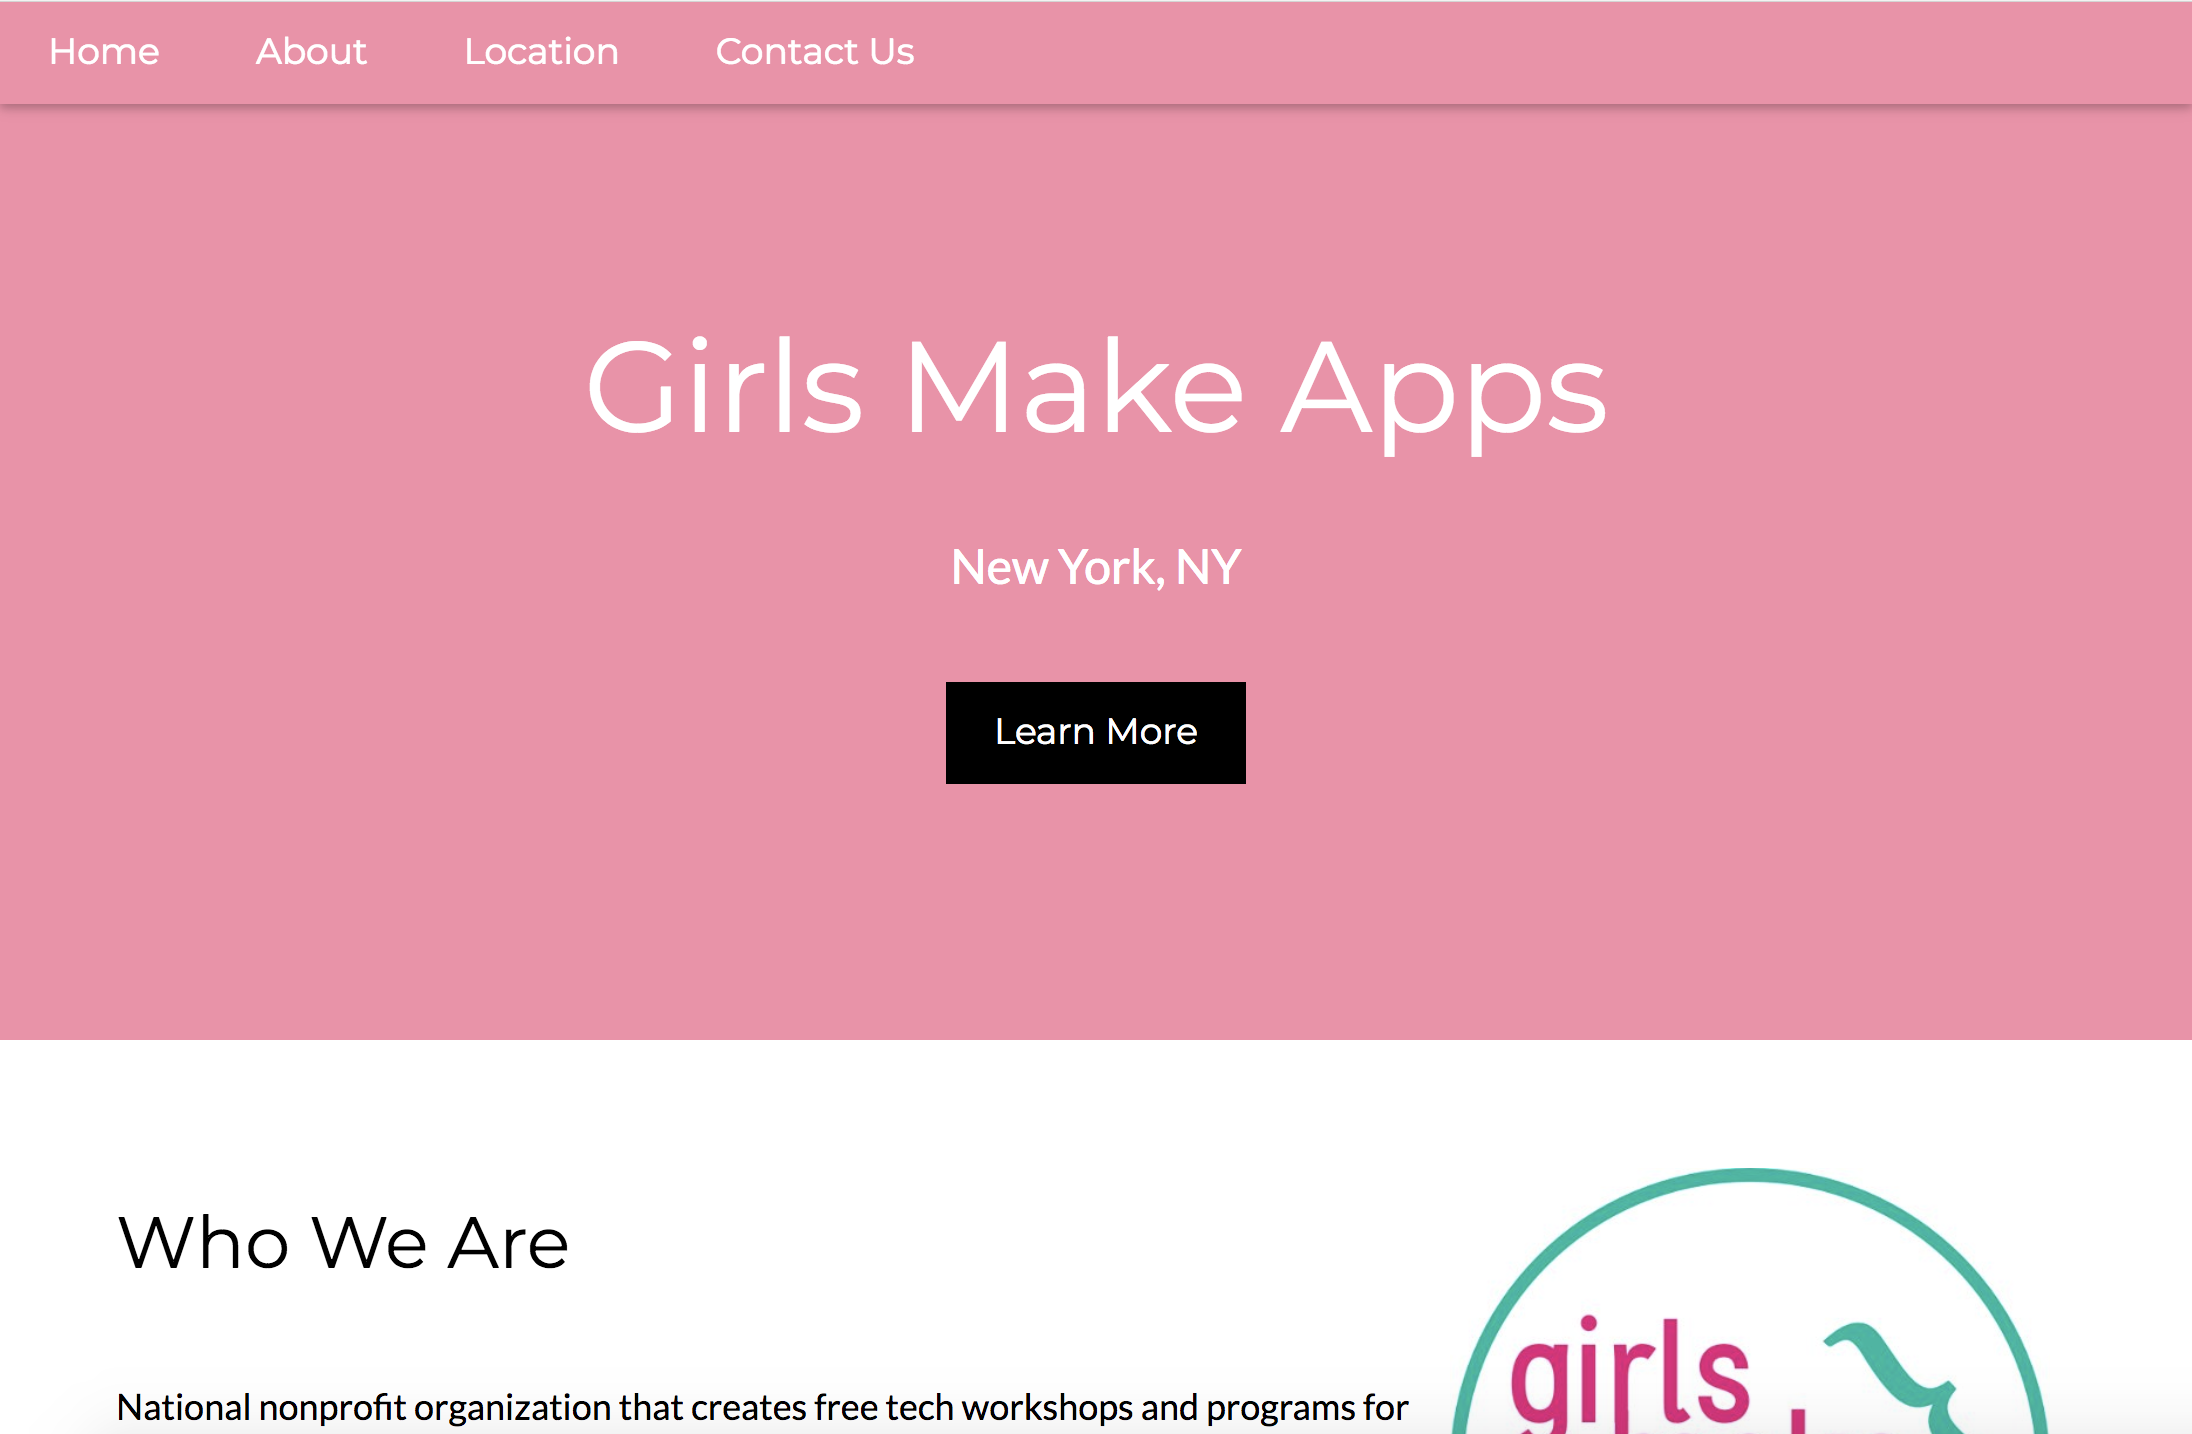 Home About Location Contact Us
Girls Make Apps
New York, NY
Learn More
Who We Are
National nonprofit organization that creates free tech workshops and programs for
girls